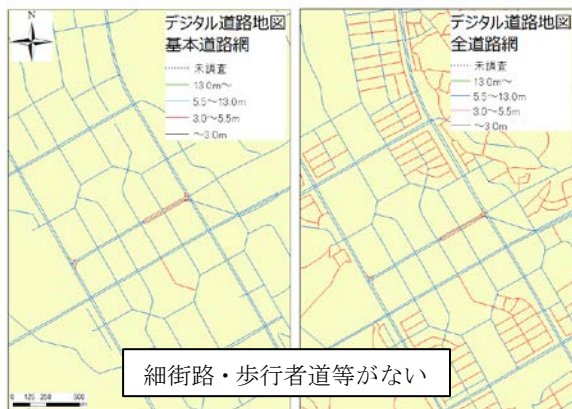 N
デジタル道路地図
基本道路網
未調査
13.0m～
5.5～13.0m
3.0～5.5m
～3.0m
0 125 250 500
m
デジタル道路地図
全道路網
未調査
13.0m～
5.5～13.0m
3.0～5.5m
～3.0m
細街路・歩行者道等がない